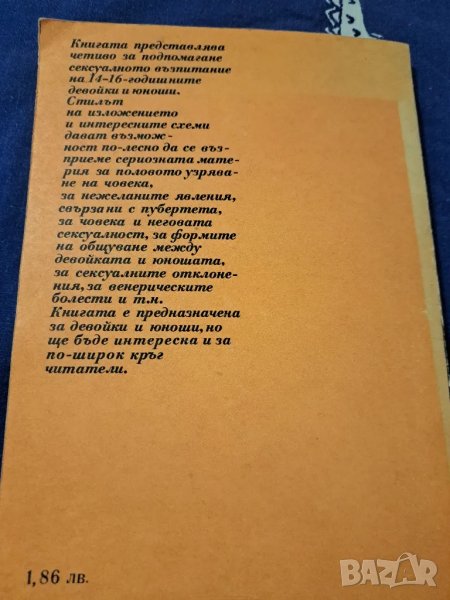 Книгата представлява
четиво за подпомагане
сексуалното възпитание
на 14–16-годишните
девойки и юноши.
Стилът
на изложението
и интересните схеми
дават възмож-
ност по-лесно да се въз-
приеме сериозната мате-
рия за половото узрява-
не на човека,
за нежеланите явления,
свързани с пубертета,
за човека и неговата
сексуалност, за формите
на общуване между
девойката и юношата,
за сексуалните отклоне-
ния, за венерическите
болести и т.н.
Книгата е предназначена
за девойки и юноши, но
ще бъде интересна и за
по-широк кръг
читатели.
1,86 лв.
BAZAR